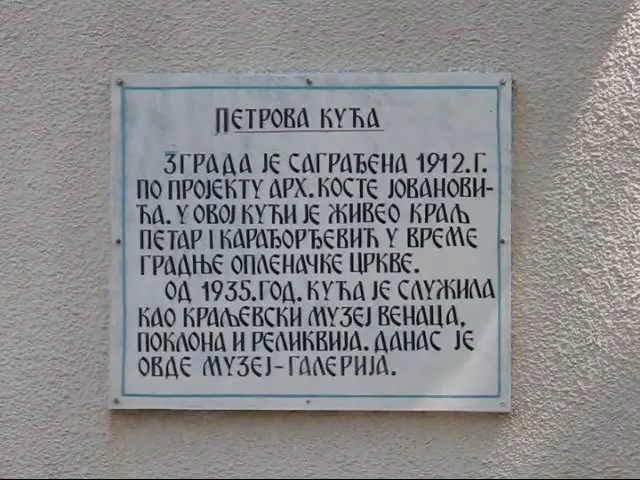 ПЕТРОВА КУЋА
ЗГРАДА ЈЕ САГРАЂЕНА 1912.Г.
ПО ПРОЈЕКТУ АРХ. КОСТЕ ЈОВАНОВИ-
ЋА. У ОВОЈ КУЋИ ЈЕ ЖИВЕО КРАЉ
ПЕТАР I КАРАЂОРЂЕВИЋ У ВРЕМЕ
ГРАДЊЕ ОПЛЕНАЧКЕ ЦРКВЕ.
ОД 1935. ГОД. КУЋА ЈЕ СЛУЖИЛА
КАО КРАЉЕВСКИ МУЗЕЈ ВЕНАЦА,
ПОКЛОНА И РЕЛИКВИЈА. ДАНАС ЈЕ
ОВДЕ МУЗЕЈ-ГАЛЕРИЈА.